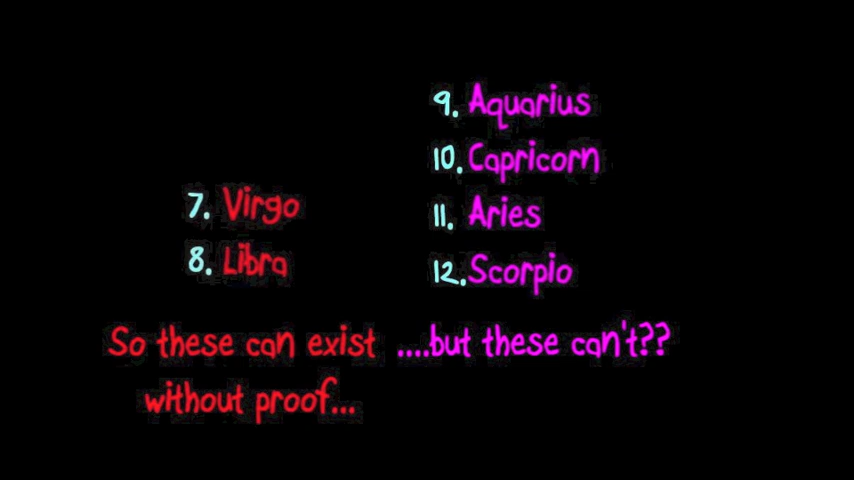 7. Virgo
8. Libra
So these can exist
without proof...
9. Aquarius
10. Capricorn
11. Aries
12. Scorpio
....but these can't??